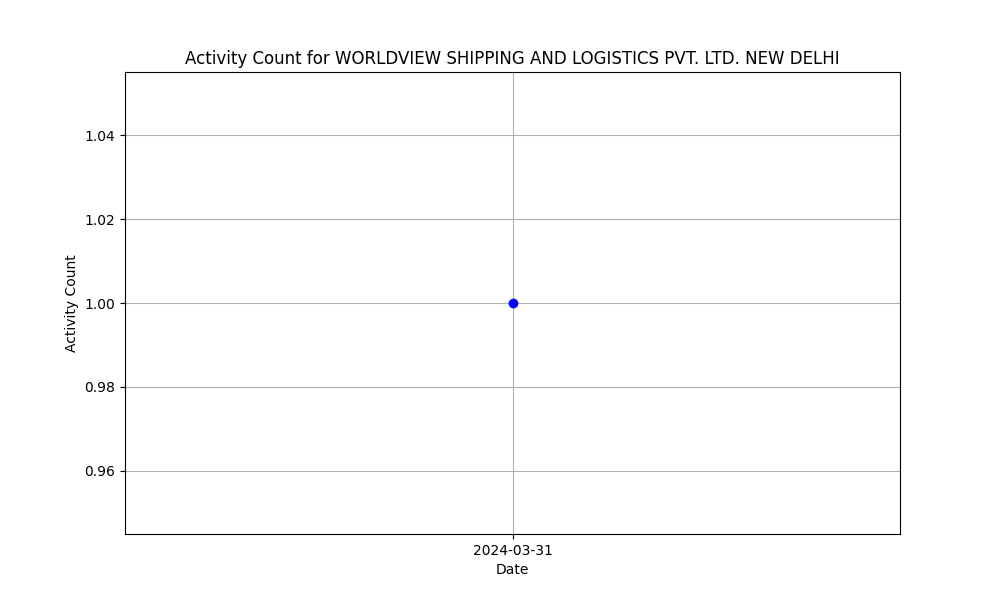 Activity Count for WORLDVIEW SHIPPING AND LOGISTICS PVT. LTD. NEW DELHI
1.04
1.02
1.00
0.98
0.96
Activity Count
2024-03-31
Date